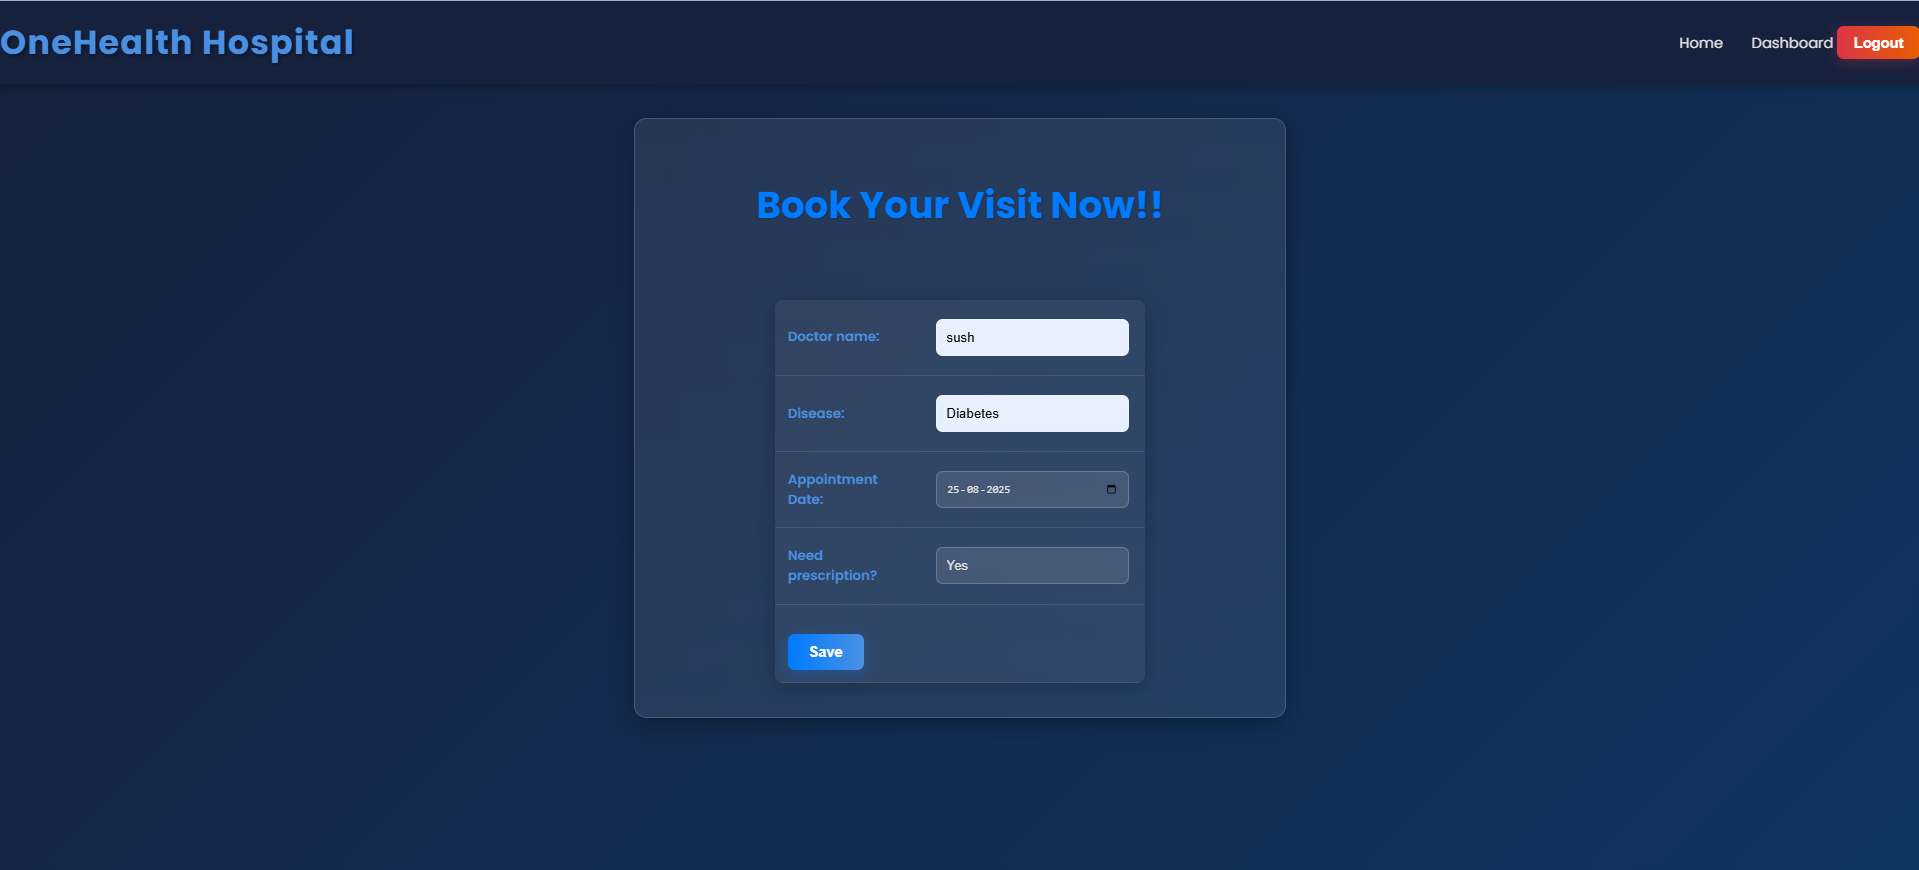 OneHealth Hospital
Home Dashboard Logout
Book Your Visit Now!!
Doctor name: sush
Disease: Diabetes
Appointment
Date: 25-08-2025
Need
prescription? Yes
Save